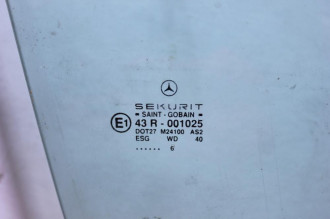 SEKURIT
= SAINT - GOBAIN =
E1 43 R - 001025
DOT27 M24100 AS2
ESG WD 40
...... 6